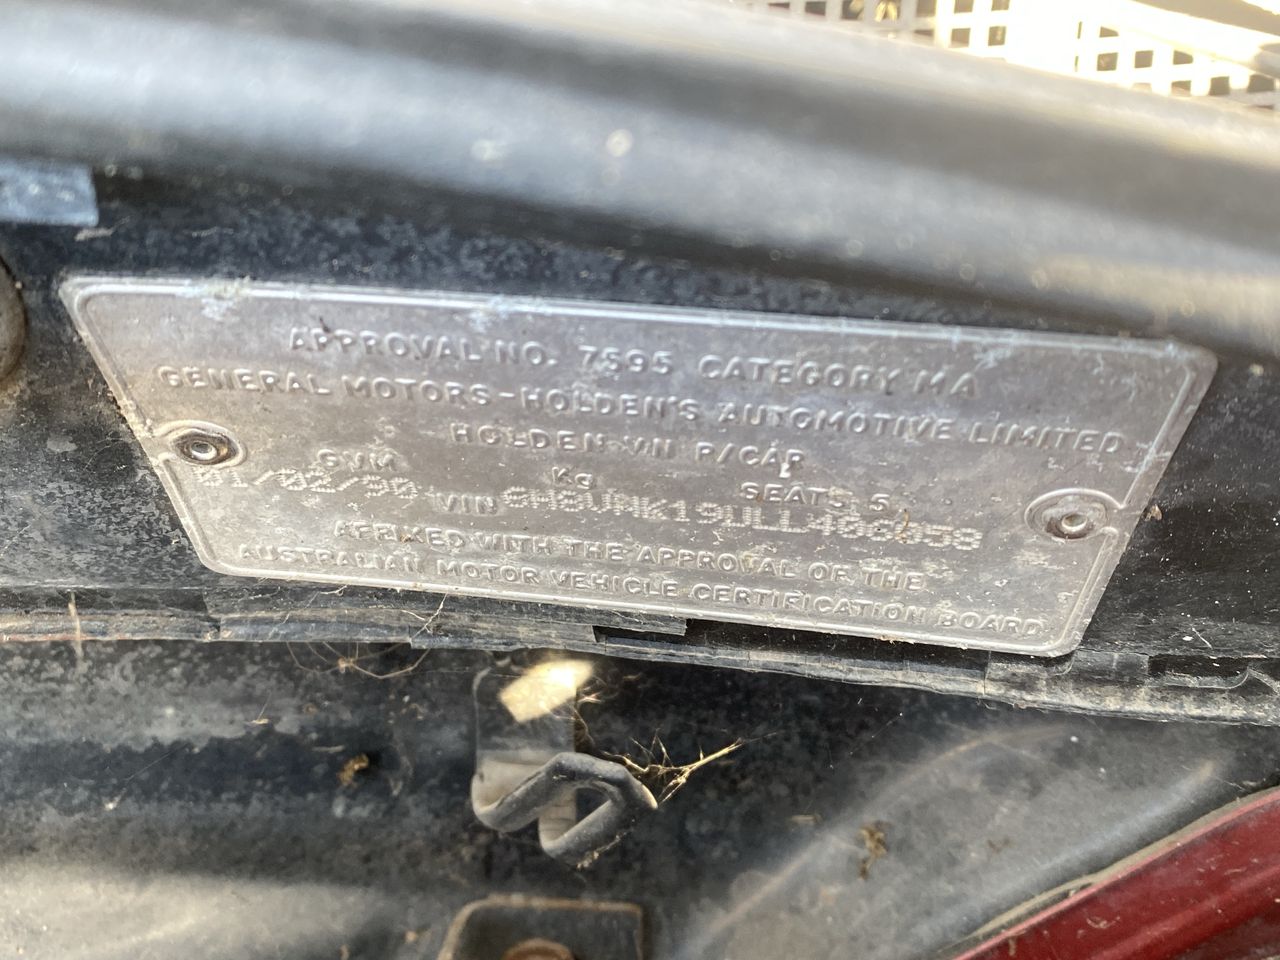 APPROVAL NO. 7595 CATEGORY MA
GENERAL MOTORS - HOLDEN'S AUTOMOTIVE LIMITED
HOLDEN VN P/CAR
GVM Kg SEATS 5
01/02/90 VIN
AFFIXED WITH THE APPROVAL OF THE
AUSTRALIAN MOTOR VEHICLE CERTIFICATION BOARD